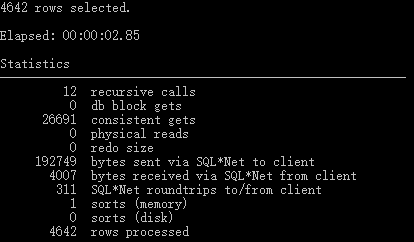 4642 rows selected.
Elapsed: 00:00:02.85
Statistics
12 recursive calls
0 db block gets
26691 consistent gets
0 physical reads
0 redo size
192749 bytes sent via SQL*Net to client
4007 bytes received via SQL*Net from client
311 SQL*Net roundtrips to/from client
1 sorts (memory)
0 sorts (disk)
4642 rows processed